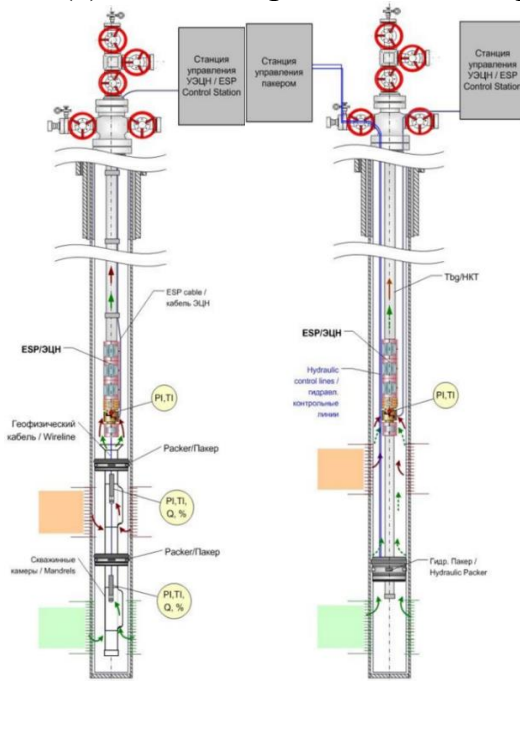 Станция
управления
УЭЦН / ESP
Control Station
Станция
управления
пакером
Станция
управления
УЭЦН / ESP
Control Station
ESP cable /
кабель ЭЦН
ESP/ЭЦН
PI,TI
Геофизический
кабель / Wireline
Packer/Пакер
PI,TI,
Q, %
Packer/Пакер
Скважинные
камеры / Mandrels
PI,TI,
Q, %
Tbg/НКТ
ESP/ЭЦН
Hydraulic
control lines /
гидравл.
контрольные
линии
PI,TI
Гидр. Пакер /
Hydraulic Packer